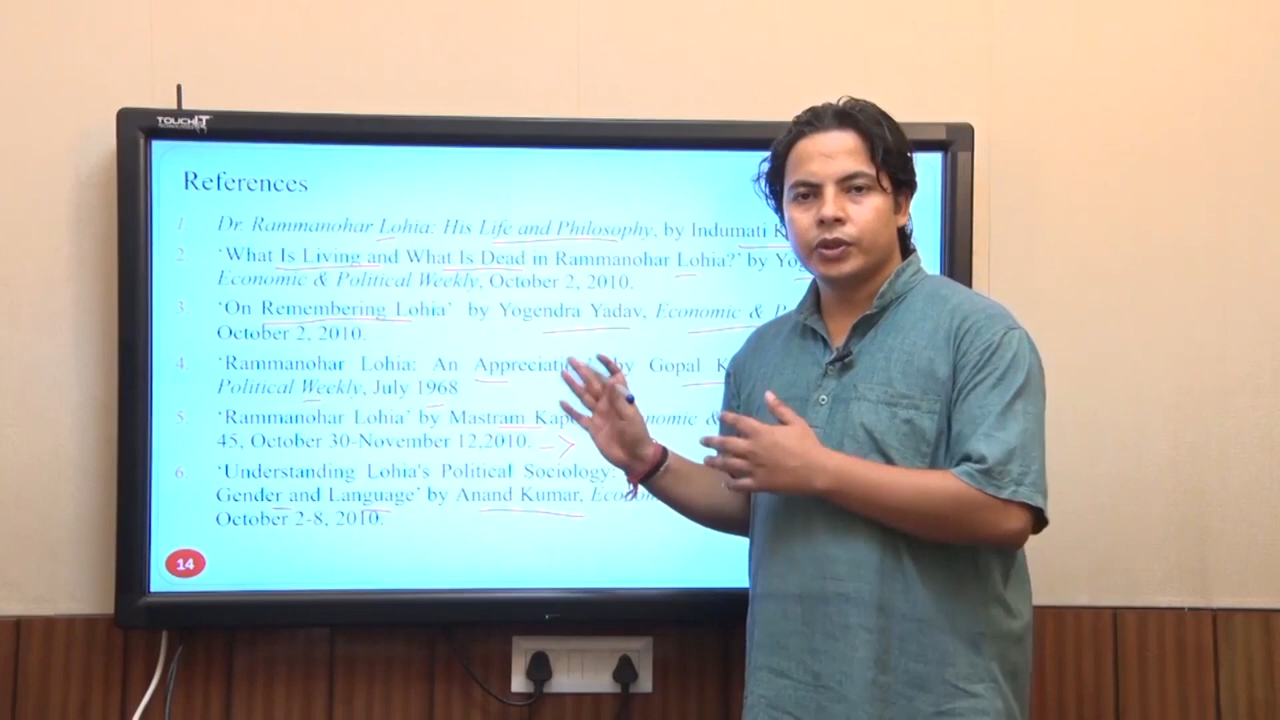 TOUCHIT
References
1. Dr. Rammanohar Lohia: His Life and Philosophy, by Indumati
2. 'What Is Living and What Is Dead in Rammanohar Lohia?' by
Economic & Political Weekly, October 2, 2010.
3. 'On Remembering Lohia' by Yogendra Yadav, Economic &
October 2, 2010.
4. 'Rammanohar Lohia: An by Gopal
Political Weekly, July 1968
5. 'Rammanohar Lohia' by Mastram &
45, October 30-November 12,2010.
6. 'Understanding Lohia's Political Sociology:
Gender and Language' by Anand Kumar,
October 2-8, 2010.
14